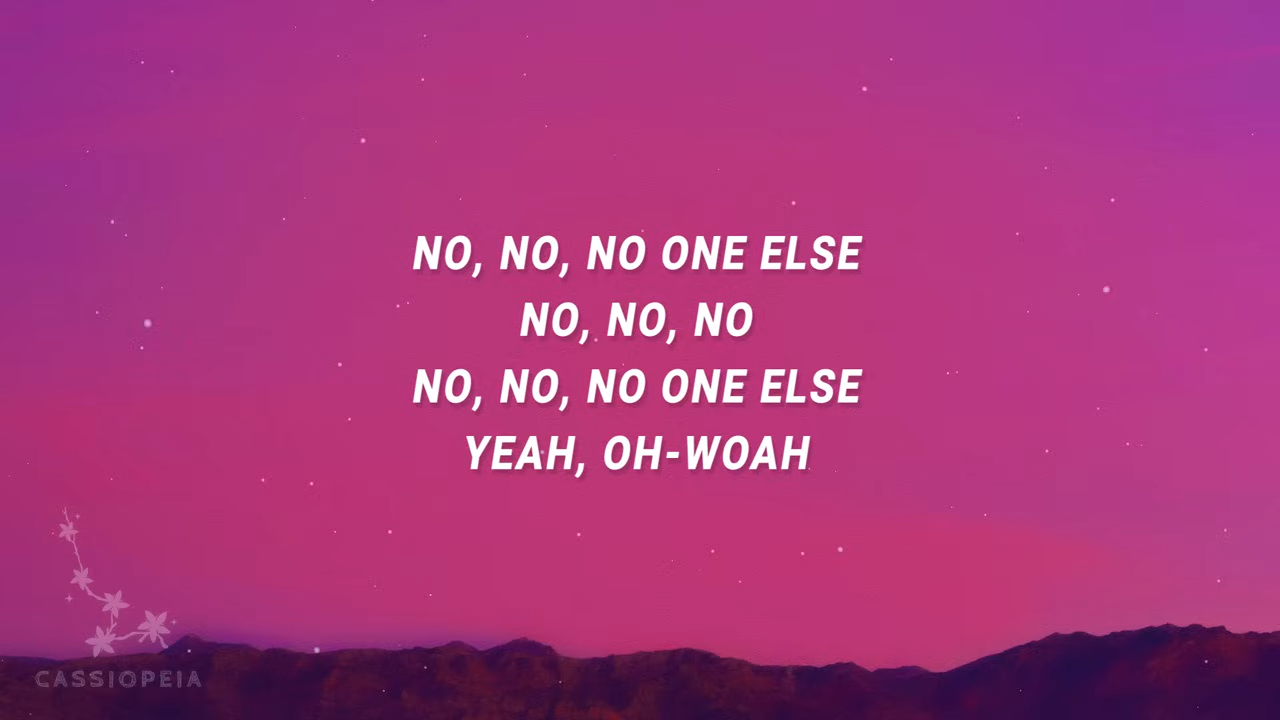 NO, NO, NO ONE ELSE
NO, NO, NO
NO, NO, NO ONE ELSE
YEAH, OH-WOAH
CASSIOPEIA